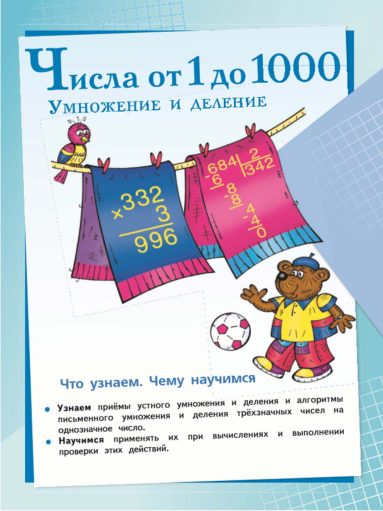 Числа от 1 до 1000
Умножение и деление
332
× 3
996
684 2
6 342
- 8
8
- 4
4
0
Что узнаем. Чему научимся
• Узнаем приёмы устного умножения и деления и алгоритмы
письменного умножения и деления трёхзначных чисел на
однозначное число.
• Научимся применять их при вычислениях и выполнении
проверки этих действий.